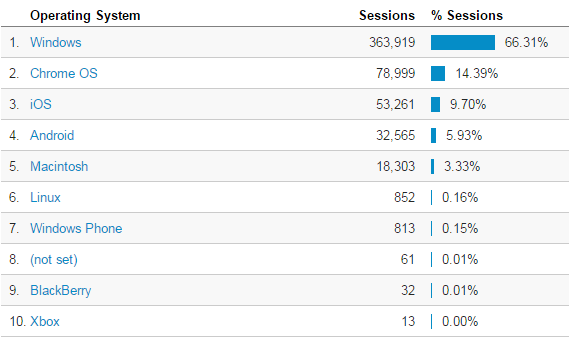 Operating System Sessions % Sessions
1. Windows 363,919 66.31%
2. Chrome OS 78,999 14.39%
3. iOS 53,261 9.70%
4. Android 32,565 5.93%
5. Macintosh 18,303 3.33%
6. Linux 852 0.16%
7. Windows Phone 813 0.15%
8. (not set) 61 0.01%
9. BlackBerry 32 0.01%
10. Xbox 13 0.00%